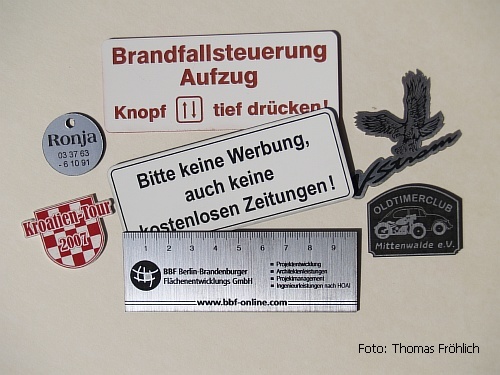 Brandfallsteuerung
Aufzug
Knopf tief drücken!
Ronja
03 37 63
- 6 10 91
Bitte keine Werbung,
auch keine
kostenlosen Zeitungen!
VStrom
Kroatien-Tour
2007
OLDTIMERCLUB
Mittenwalde e.V.
1 2 3 4 5 6 7 8 9
BBF Berlin-Brandenburger
Flächenentwicklungs GmbH
Projektentwicklung
Architektenleistungen
Projektmanagement
Ingenieurleistungen nach HOAI
www.bbf-online.com
Foto: Thomas Fröhlich